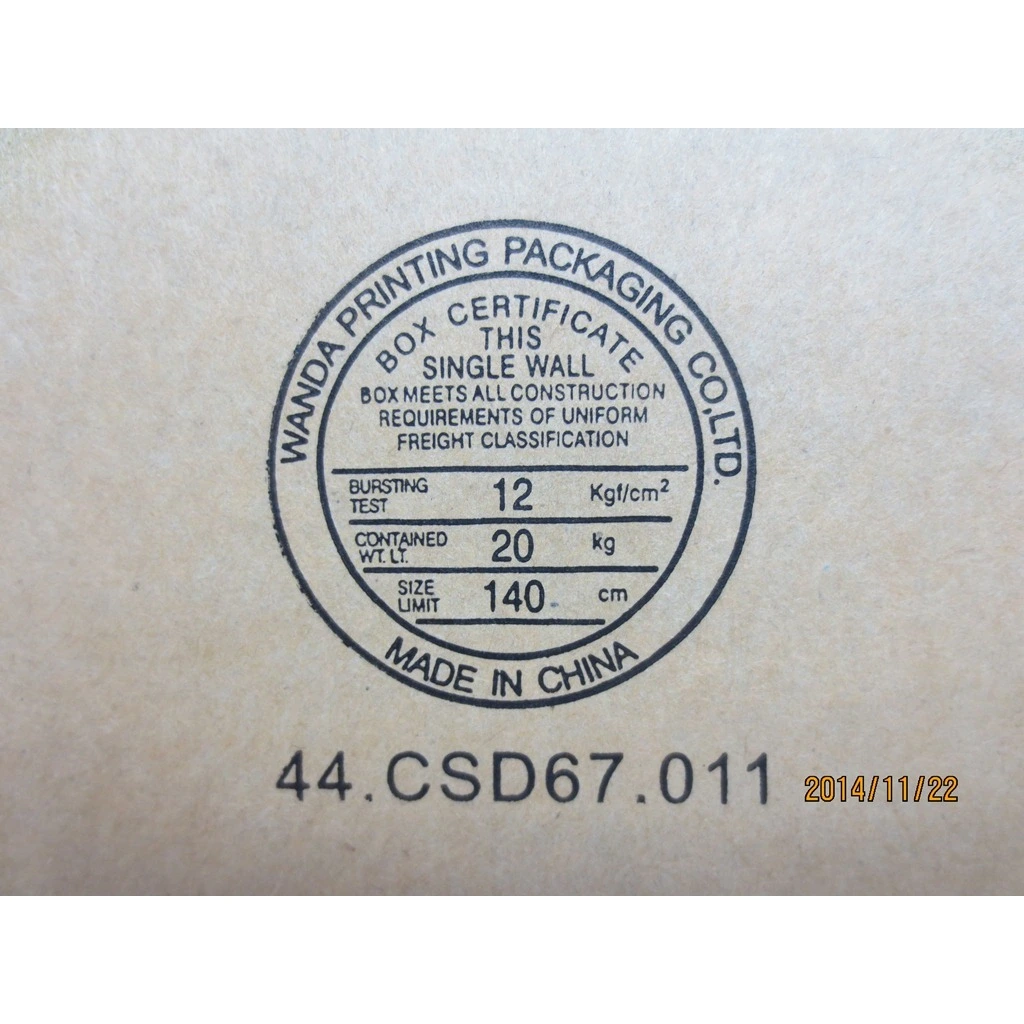 WANDA PRINTING PACKAGING CO,LTD.
BOX CERTIFICATE
THIS
SINGLE WALL
BOX MEETS ALL CONSTRUCTION
REQUIREMENTS OF UNIFORM
FREIGHT CLASSIFICATION
BURSTING TEST 12 Kgf/cm²
CONTAINED WT. LT. 20 kg
SIZE LIMIT 140 cm
MADE IN CHINA
44.CSD67.011
2014/11/22